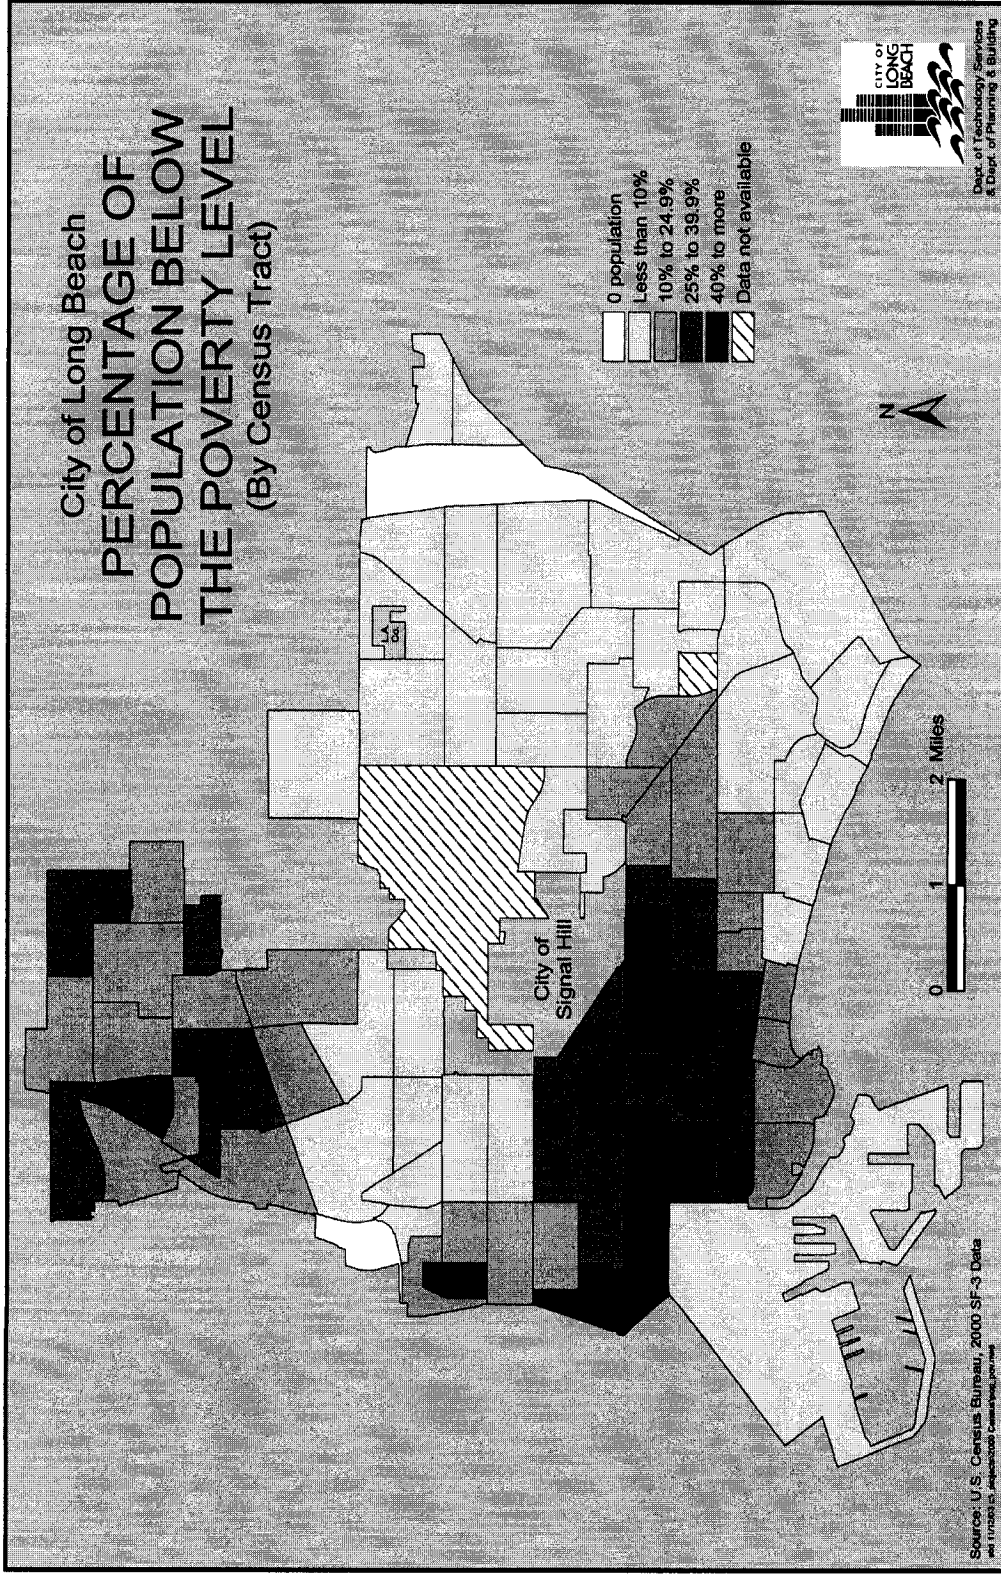 City of Long Beach
PERCENTAGE OF
POPULATION BELOW
THE POVERTY LEVEL
(By Census Tract)
L.A.
Co.
City of
Signal Hill
0 population
Less than 10%
10% to 24.9%
25% to 39.9%
40% to more
Data not available
N
0 1 2 Miles
CITY OF
LONG
BEACH
Dept. of Technology Services
& Dept. of Planning & Building
Source: U.S. Census Bureau, 2000 SF-3 Data